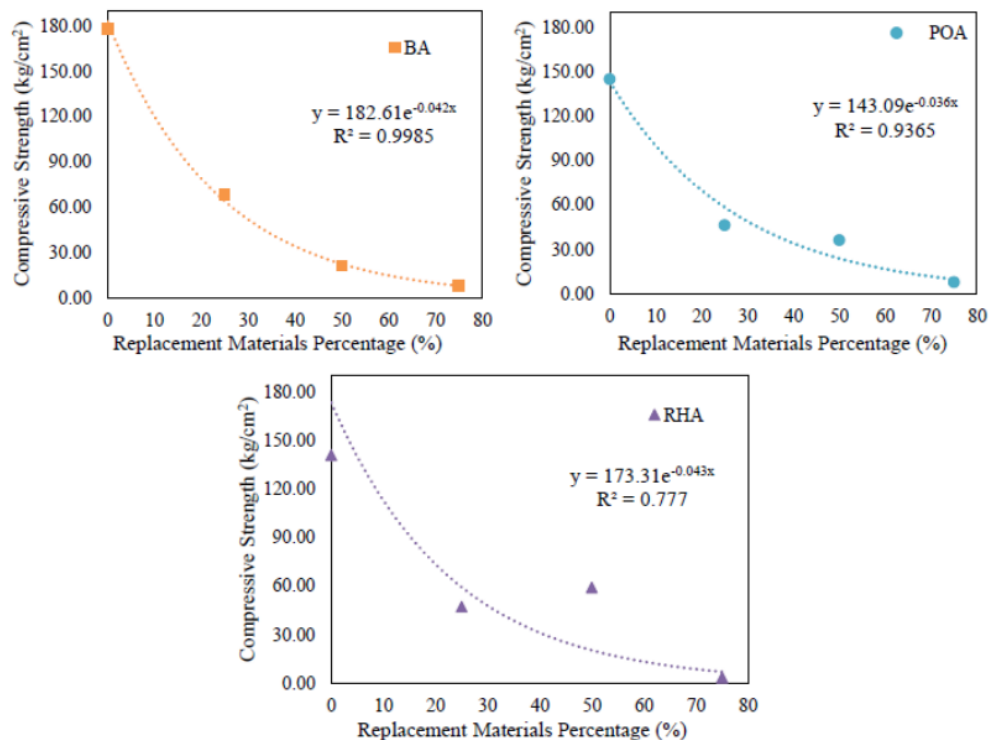 Compressive Strength (kg/cm²)
180.00
150.00
120.00
90.00
60.00
30.00
0.00
BA
y = 182.61e^-0.042x
R² = 0.9985
0 10 20 30 40 50 60 70 80
Replacement Materials Percentage (%)
Compressive Strength (kg/cm²)
180.00
150.00
120.00
90.00
60.00
30.00
0.00
POA
y = 143.09e^-0.036x
R² = 0.9365
0 10 20 30 40 50 60 70 80
Replacement Materials Percentage (%)
Compressive Strength (kg/cm²)
180.00
150.00
120.00
90.00
60.00
30.00
0.00
RHA
y = 173.31e^-0.043x
R² = 0.777
0 10 20 30 40 50 60 70 80
Replacement Materials Percentage (%)